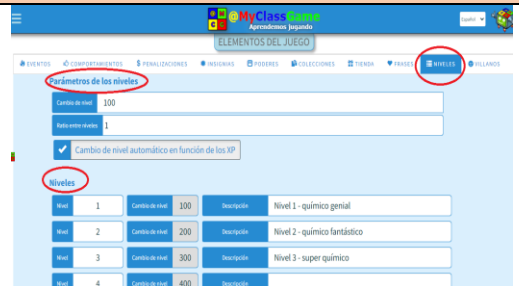 @MyClassGame
Aprendemos jugando
Español
ELEMENTOS DEL JUEGO
EVENTOS COMPORTAMIENTOS PENALIZACIONES INSIGNIAS PODERES COLECCIONES TIENDA FRASES NIVELES VILLANOS
Parámetros de los niveles
Cambio de nivel 100
Ratio entre niveles 1
Cambio de nivel automático en función de los XP
Niveles
Nivel 1 Cambio de nivel 100 Descripción Nivel 1 - químico genial
Nivel 2 Cambio de nivel 200 Descripción Nivel 2 - químico fantástico
Nivel 3 Cambio de nivel 300 Descripción Nivel 3 - super químico
Nivel 4 Cambio de nivel 400 Descripción